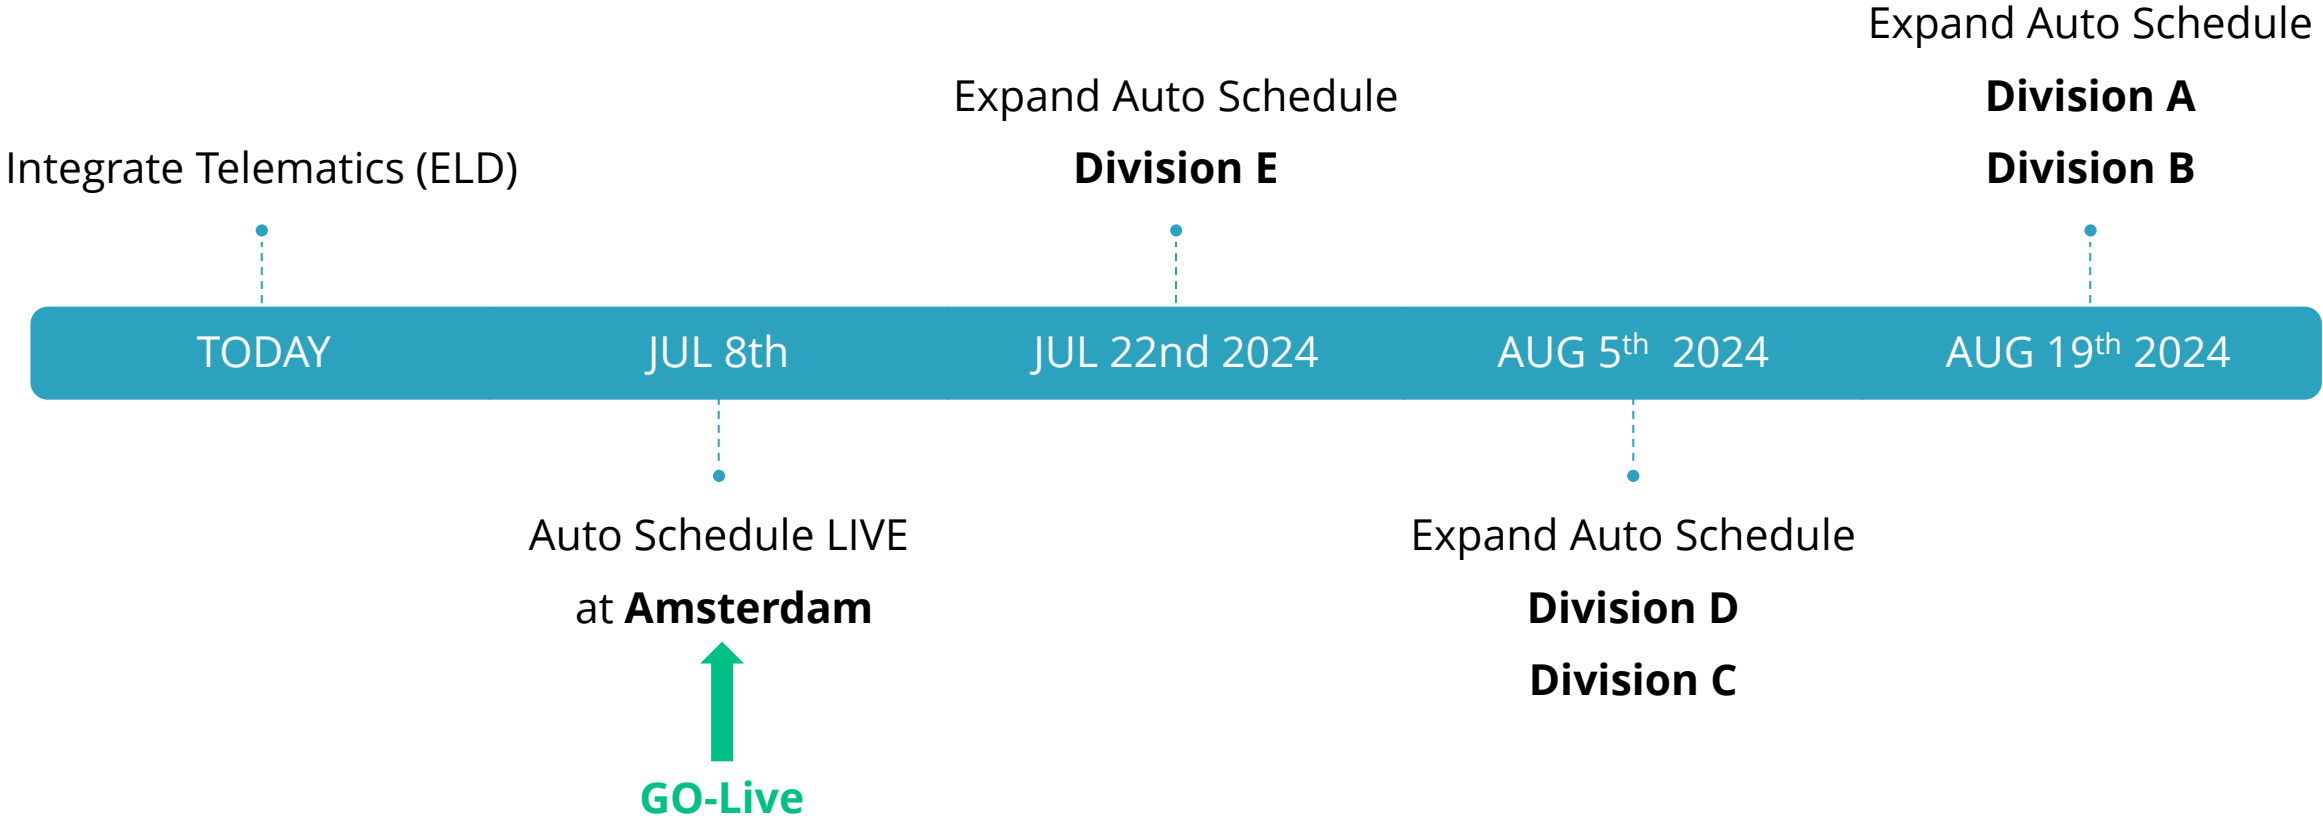 Integrate Telematics (ELD)
Expand Auto Schedule
Division E
Expand Auto Schedule
Division A
Division B
TODAY
JUL 8th
JUL 22nd 2024
AUG 5th 2024
AUG 19th 2024
Auto Schedule LIVE
at Amsterdam
GO-Live
Expand Auto Schedule
Division D
Division C